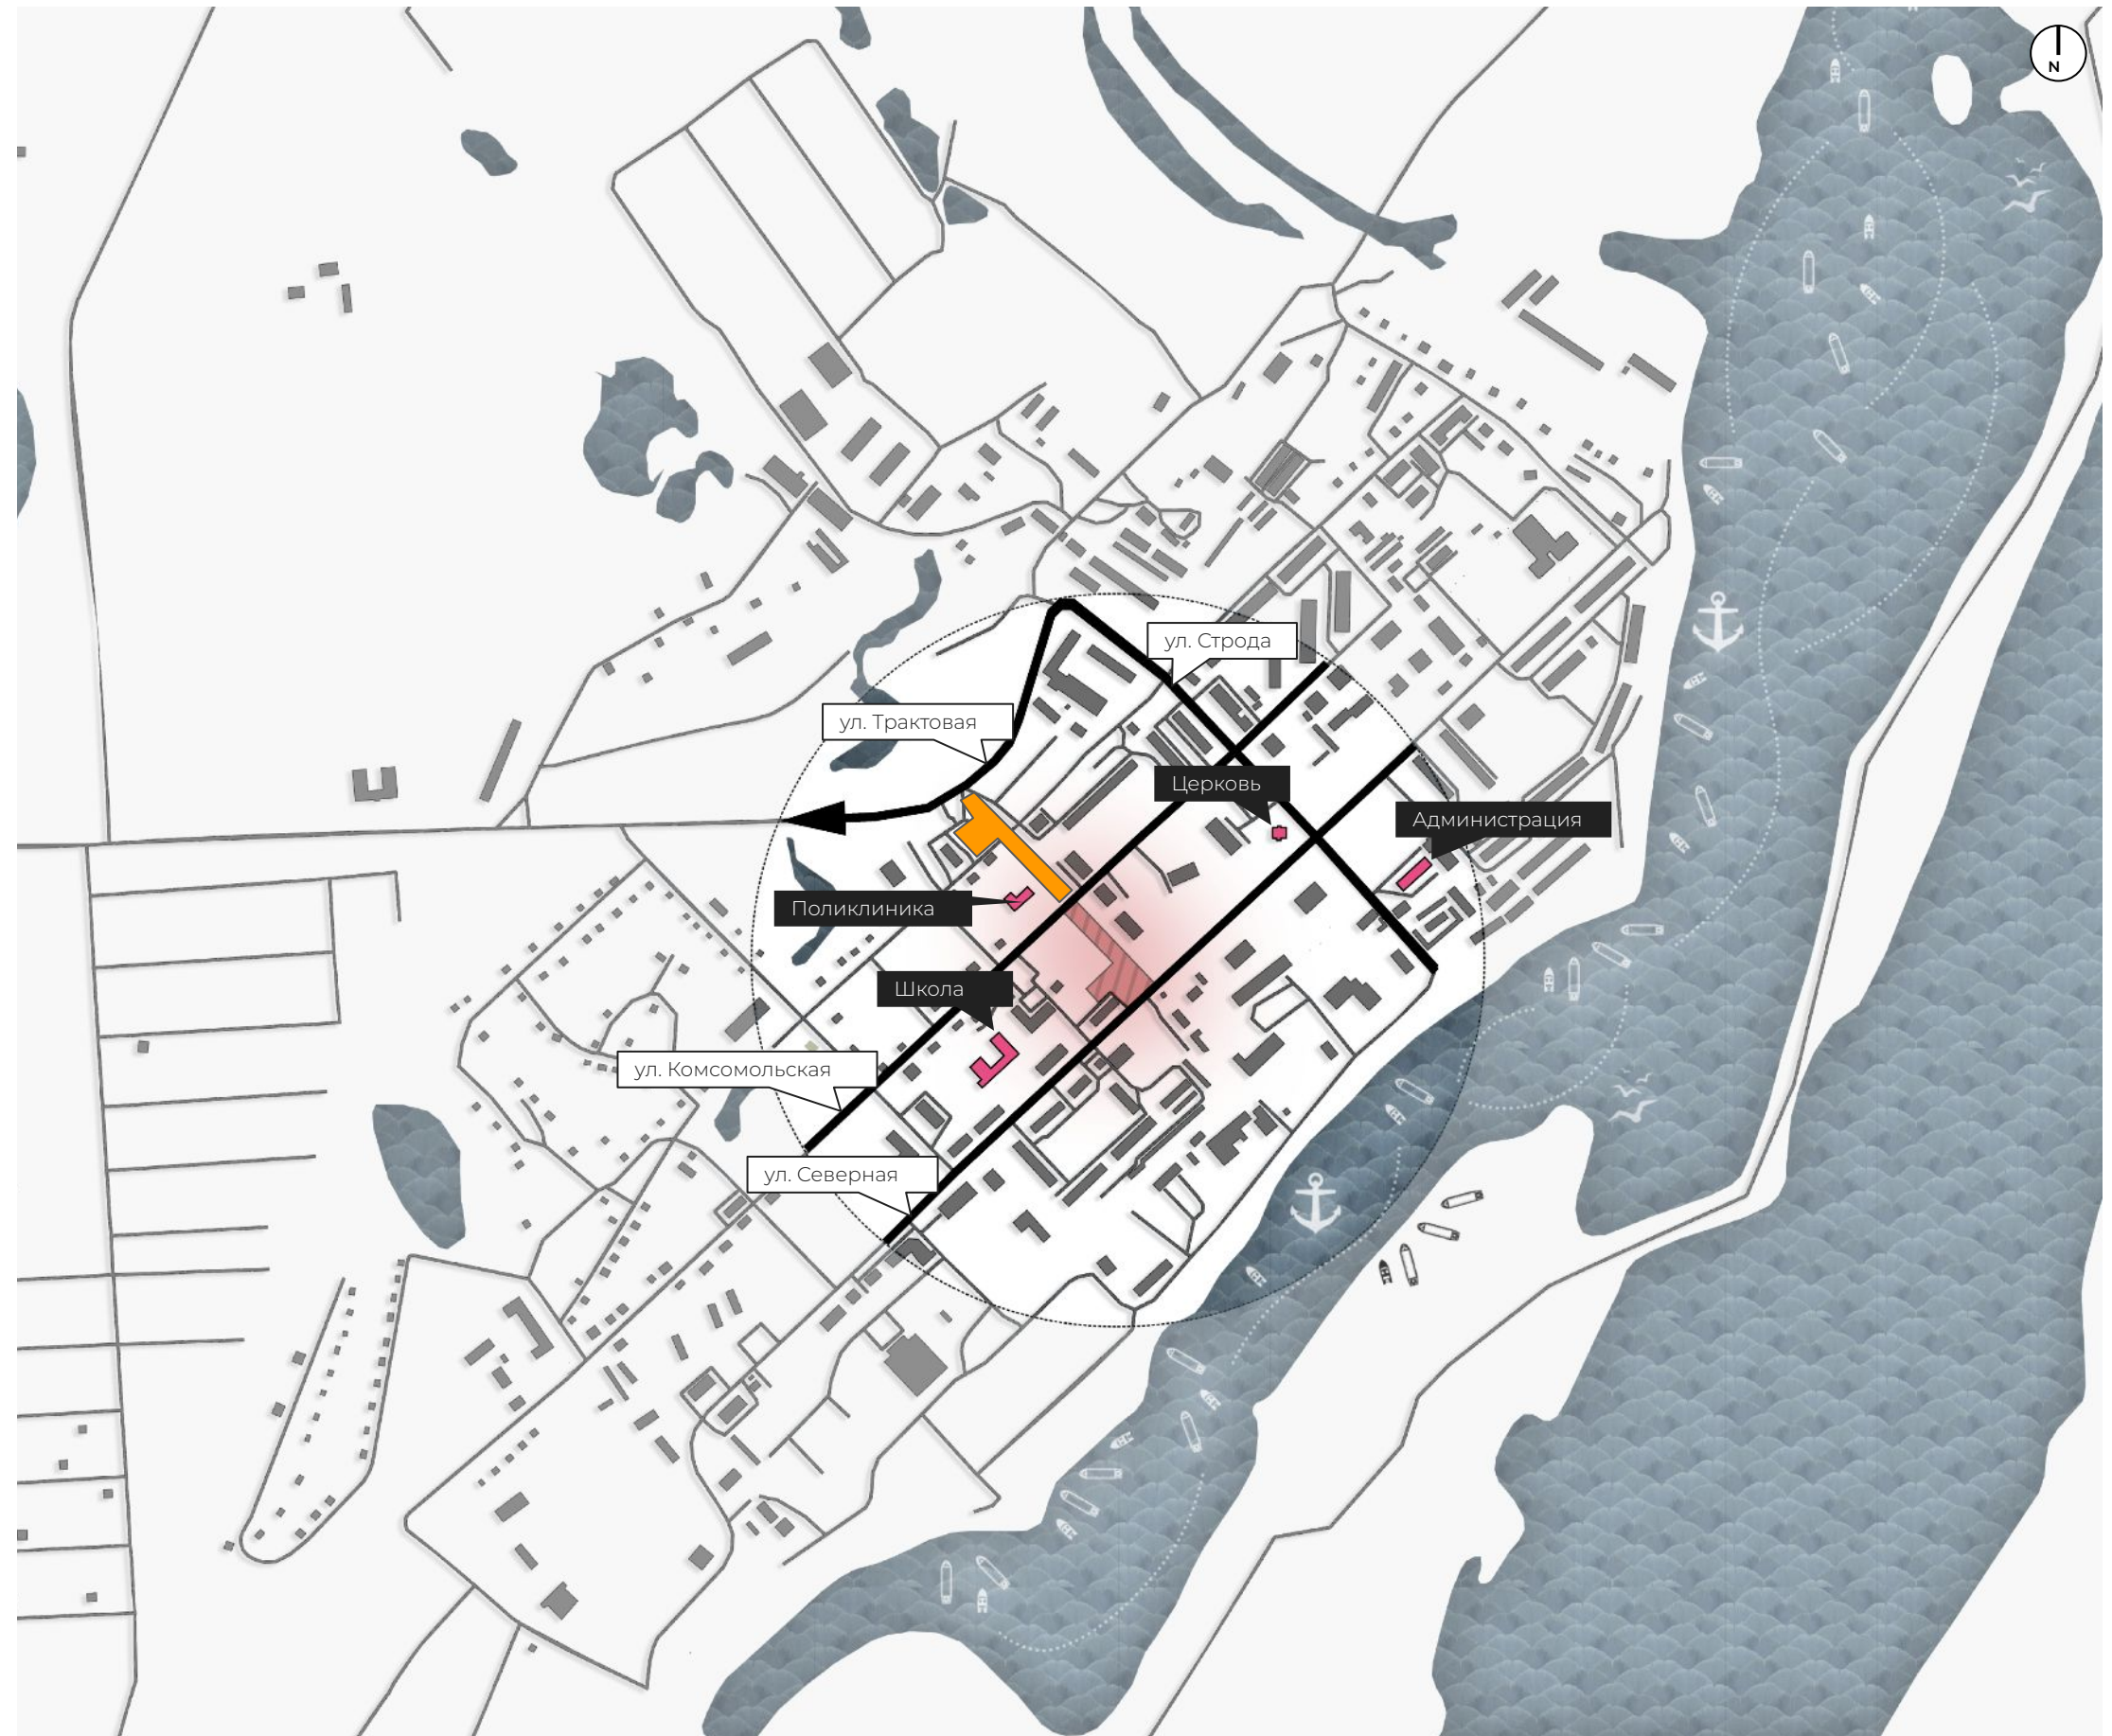 N
ул. Строда
ул. Трактовая
Церковь
Администрация
Поликлиника
Школа
ул. Комсомольская
ул. Северная